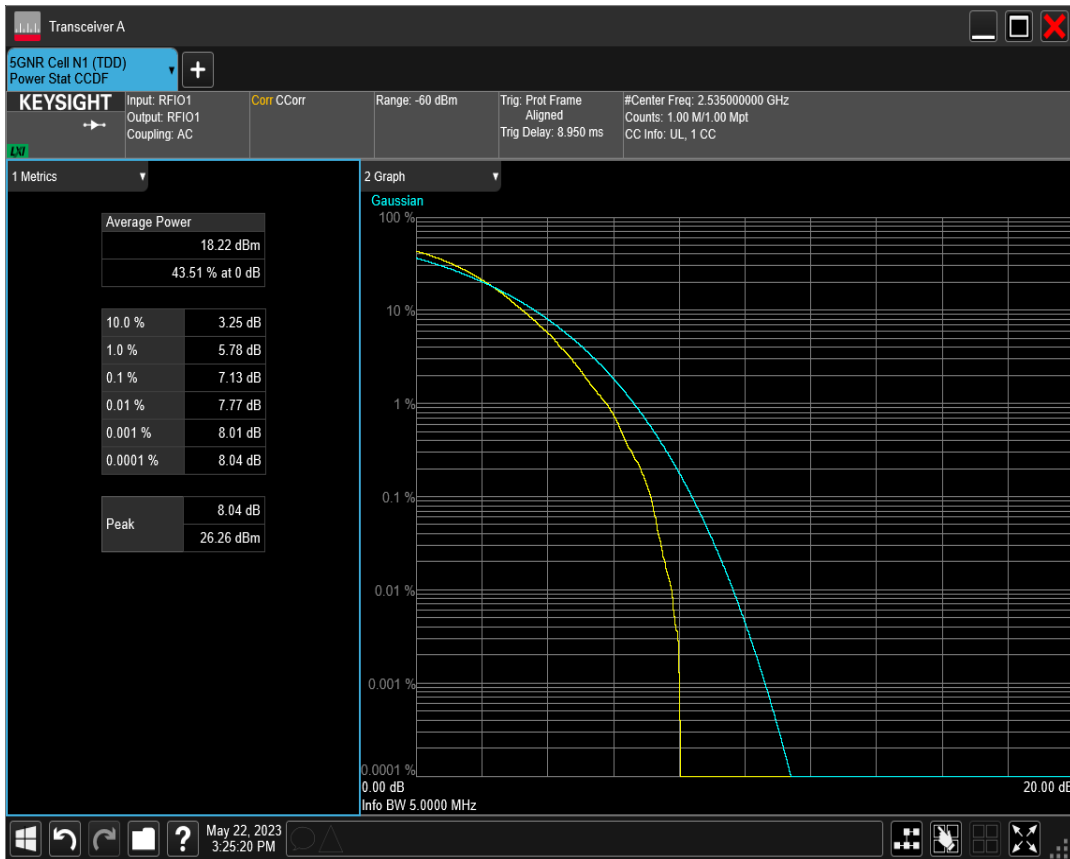 Transceiver A
5GNR Cell N1 (TDD)
Power Stat CCDF
+
KEYSIGHT
LXI
Input: RFIO1
Output: RFIO1
Coupling: AC
Corr CCorr
Range: -60 dBm
Trig: Prot Frame
Aligned
Trig Delay: 8.950 ms
#Center Freq: 2.535000000 GHz
Counts: 1.00 M/1.00 Mpt
CC Info: UL, 1 CC
1 Metrics
Average Power
18.22 dBm
43.51 % at 0 dB
10.0 % 3.25 dB
1.0 % 5.78 dB
0.1 % 7.13 dB
0.01 % 7.77 dB
0.001 % 8.01 dB
0.0001 % 8.04 dB
Peak 8.04 dB
26.26 dBm
2 Graph
Gaussian
100 %
10 %
1 %
0.1 %
0.01 %
0.001 %
0.0001 %
0.00 dB 20.00 dB
Info BW 5.0000 MHz
?
May 22, 2023
3:25:20 PM